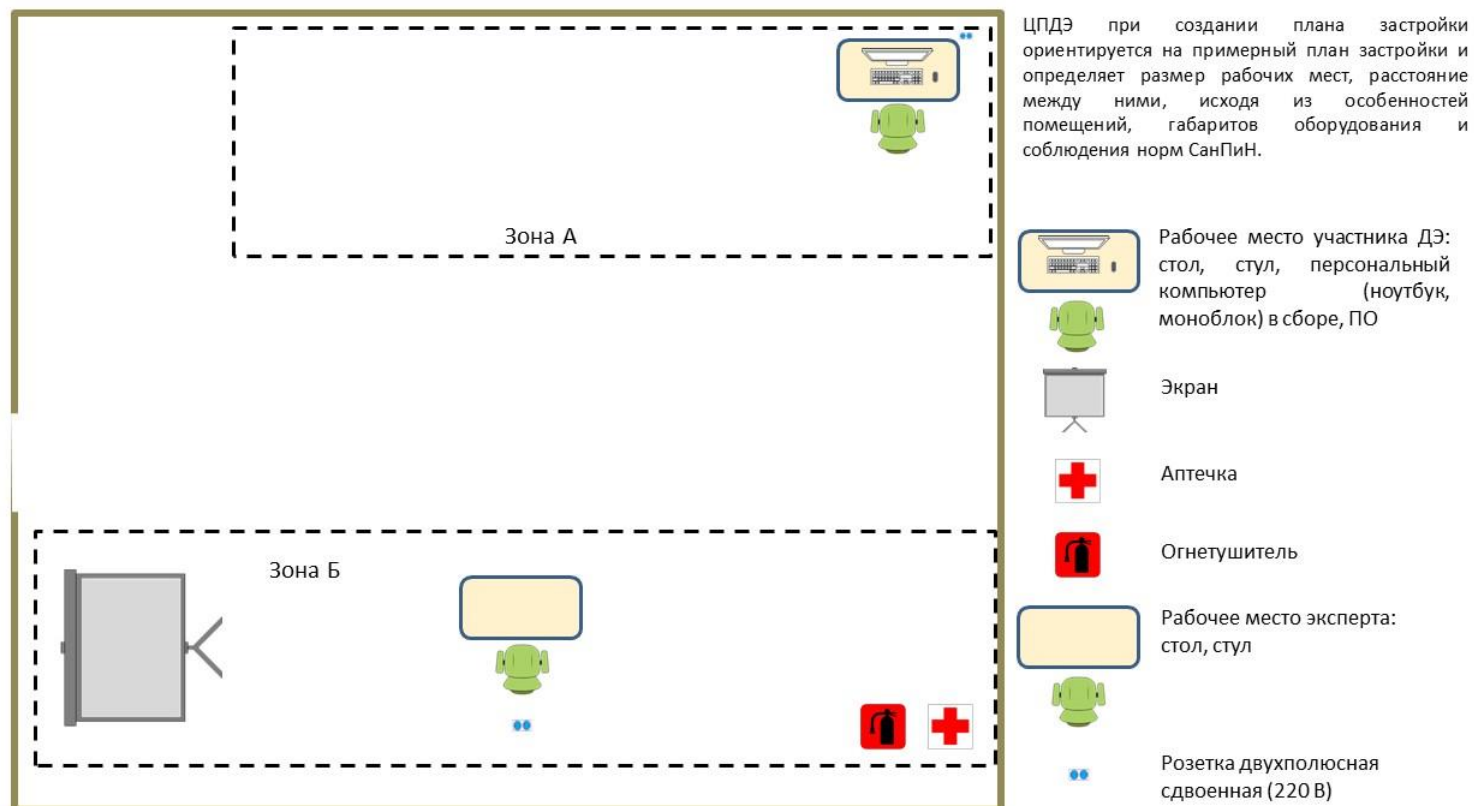 ЦПДЭ при создании плана застройки
ориентируется на примерный план застройки и
определяет размер рабочих мест, расстояние
между ними, исходя из особенностей
помещений, габаритов оборудования и
соблюдения норм СанПиН.
Зона А
Рабочее место участника ДЭ:
стол, стул, персональный
компьютер (ноутбук,
моноблок) в сборе, ПО
Экран
Аптечка
Огнетушитель
Зона Б
Рабочее место эксперта:
стол, стул
Розетка двухполюсная
сдвоенная (220 В)